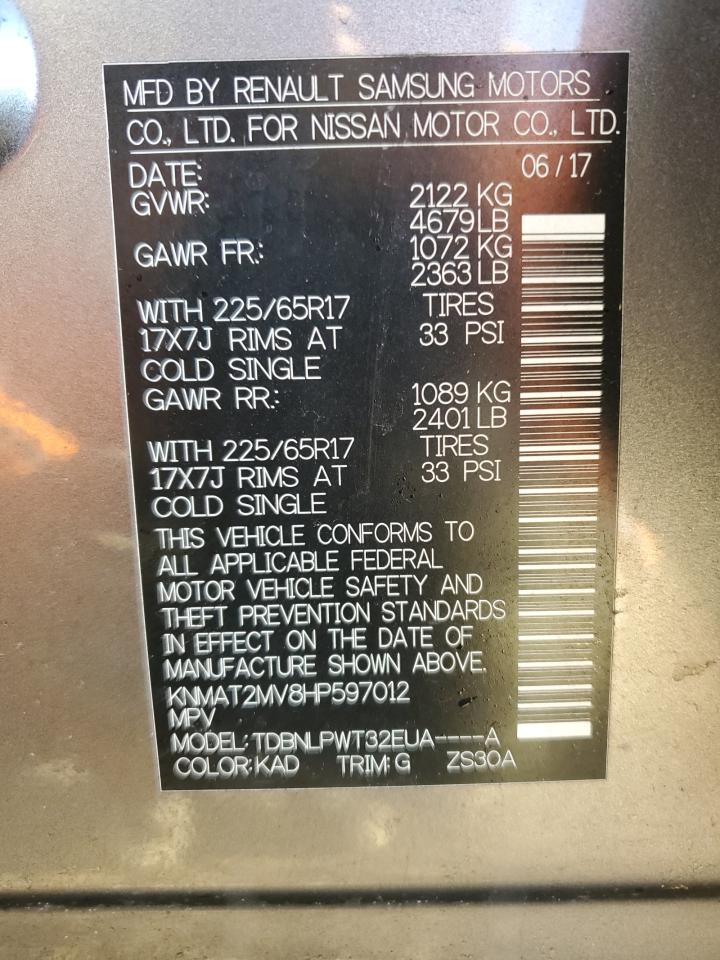 MFD BY RENAULT SAMSUNG MOTORS
CO., LTD. FOR NISSAN MOTOR CO., LTD.
DATE: 06/17
GVWR: 2122 KG
4679 LB
GAWR FR.: 1072 KG
2363 LB
WITH 225/65R17 TIRES
17X7J RIMS AT 33 PSI
COLD SINGLE
GAWR RR.: 1089 KG
2401 LB
WITH 225/65R17 TIRES
17X7J RIMS AT 33 PSI
COLD SINGLE
THIS VEHICLE CONFORMS TO
ALL APPLICABLE FEDERAL
MOTOR VEHICLE SAFETY AND
THEFT PREVENTION STANDARDS
IN EFFECT ON THE DATE OF
MANUFACTURE SHOWN ABOVE.
KNMAT2MV8HP597012
MPV
MODEL: TDBNLPWT32EUA----A
COLOR: KAD TRIM: G ZS30A